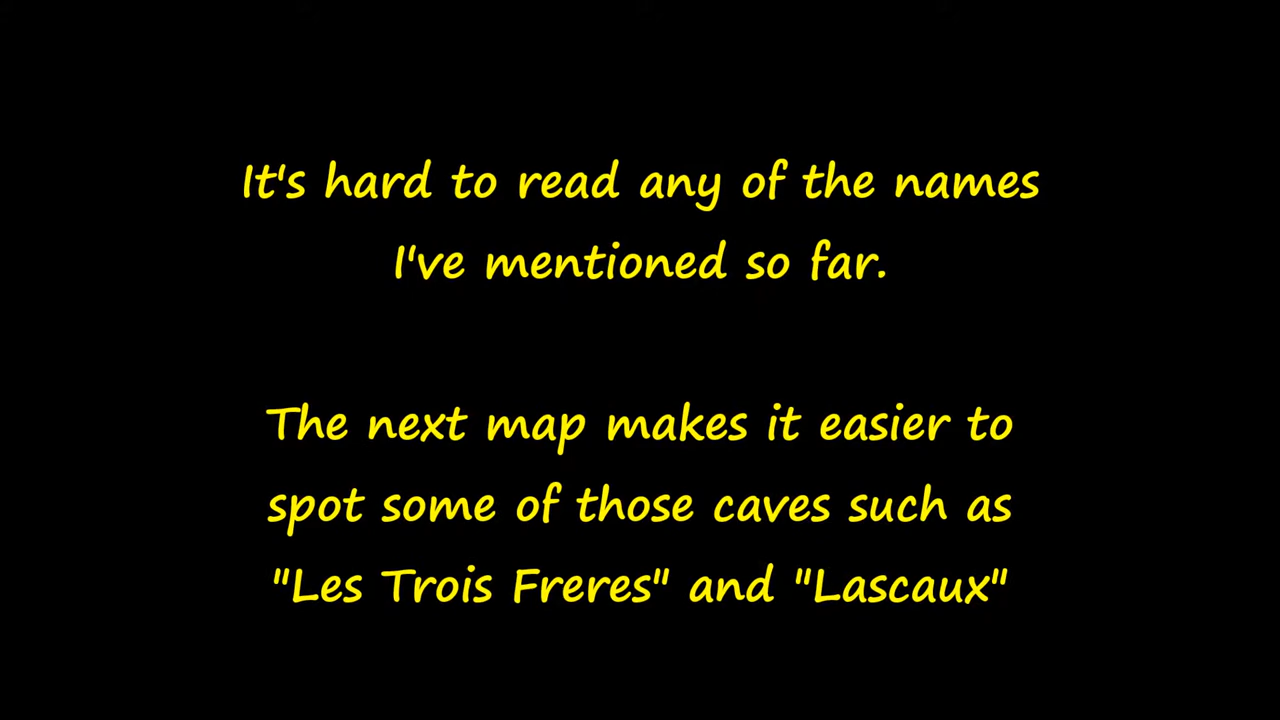 It's hard to read any of the names
I've mentioned so far.
The next map makes it easier to
spot some of those caves such as
"Les Trois Freres" and "Lascaux"